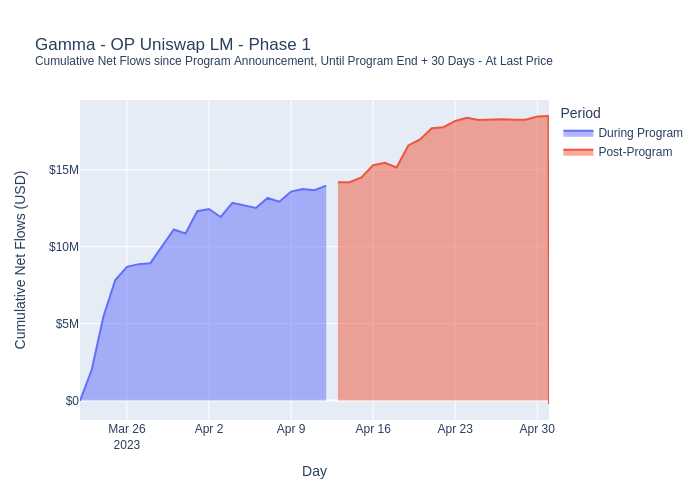 Gamma - OP Uniswap LM - Phase 1
Cumulative Net Flows since Program Announcement, Until Program End + 30 Days - At Last Price
Period
During Program
Post-Program
Cumulative Net Flows (USD)
$15M
$10M
$5M
$0
Mar 26
2023
Apr 2
Apr 9
Apr 16
Apr 23
Apr 30
Day